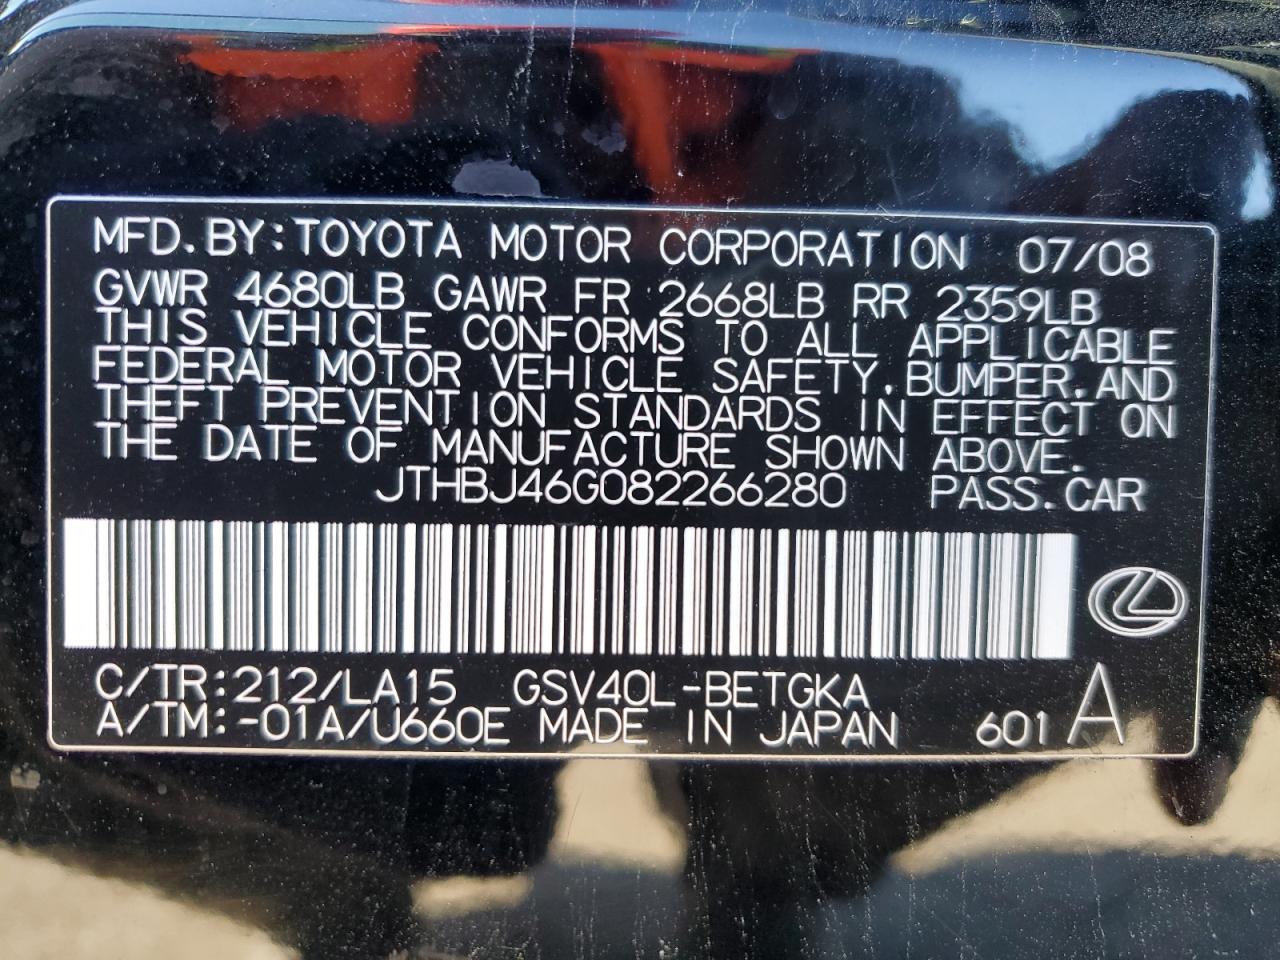 MFD.BY:TOYOTA MOTOR CORPORATION 07/08
GVWR 4680LB GAWR FR 2668LB RR 2359LB
THIS VEHICLE CONFORMS TO ALL APPLICABLE
FEDERAL MOTOR VEHICLE SAFETY,BUMPER,AND
THEFT PREVENTION STANDARDS IN EFFECT ON
THE DATE OF MANUFACTURE SHOWN ABOVE.
JTHBJ46G082266280 PASS.CAR
C/TR:212/LA15 GSV40L-BETGKA
A/TM:-01A/U660E MADE IN JAPAN 601 A